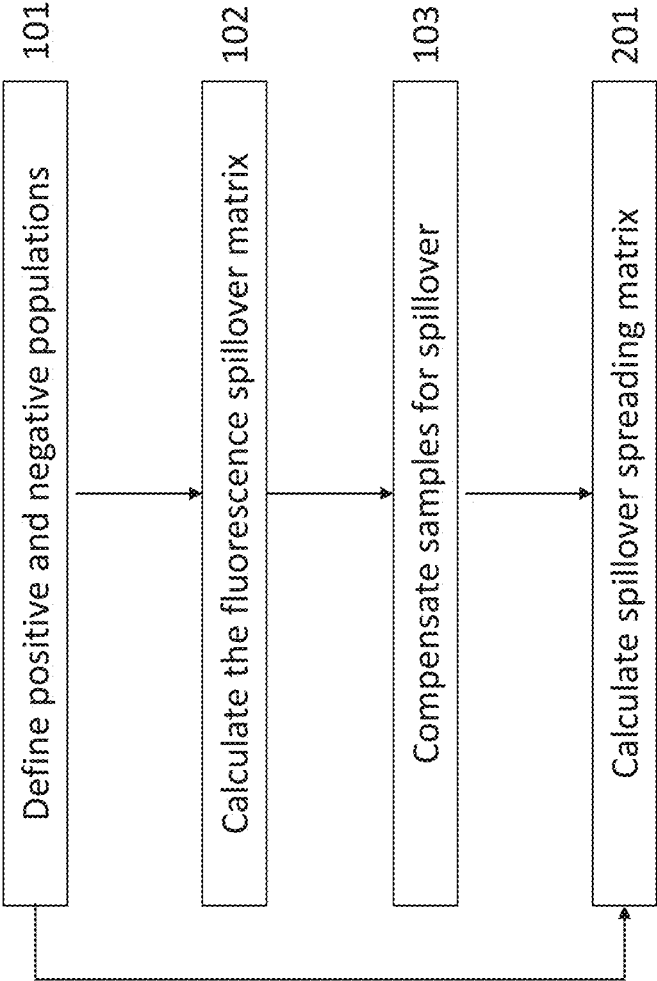 Define positive and negative populations
101
Calculate the fluorescence spillover matrix
102
Compensate samples for spillover
103
Calculate spillover spreading matrix
201